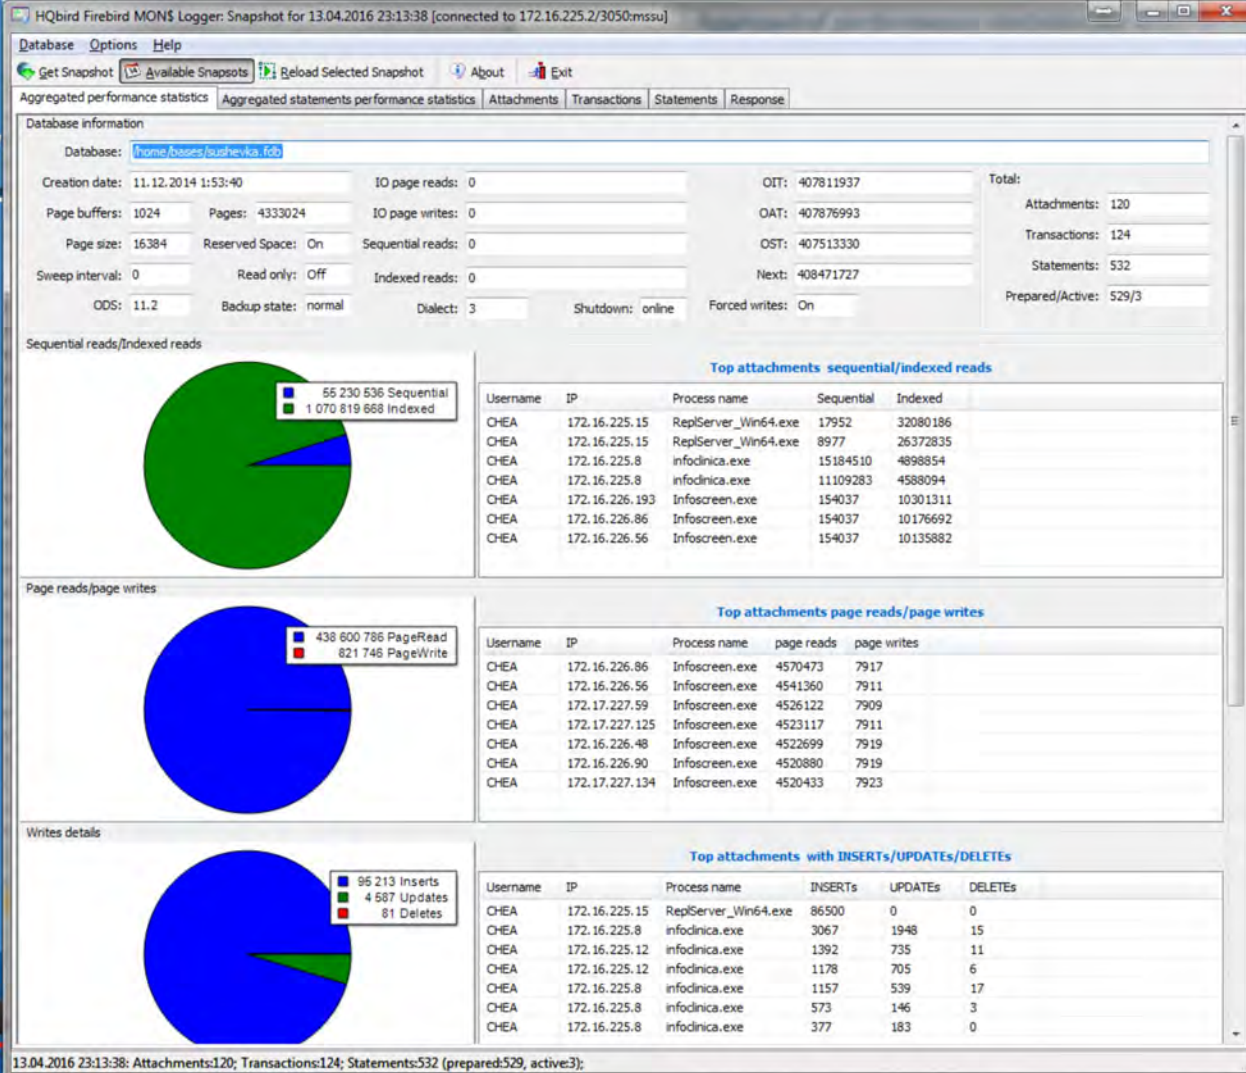 HQbird Firebird MON$ Logger: Snapshot for 13.04.2016 23:13:38 [connected to 172.16.225.2/3050:mssu]
Database Options Help
Get Snapshot Available Snapsots Reload Selected Snapshot About Exit
Aggregated performance statistics Aggregated statements performance statistics Attachments Transactions Statements Response
Database information
Database: /home/bases/sushevka.fdb
Creation date: 11.12.2014 1:53:40 IO page reads: 0 OIT: 407811937 Total:
Page buffers: 1024 Pages: 4333024 IO page writes: 0 OAT: 407876993 Attachments: 120
Page size: 16384 Reserved Space: On Sequential reads: 0 OST: 407513330 Transactions: 124
Sweep interval: 0 Read only: Off Indexed reads: 0 Next: 408471727 Statements: 532
ODS: 11.2 Backup state: normal Dialect: 3 Shutdown: online Forced writes: On Prepared/Active: 529/3
Sequential reads/Indexed reads
55 230 536 Sequential
1 070 819 668 Indexed
Top attachments sequential/indexed reads
Username IP Process name Sequential Indexed
CHEA 172.16.225.15 ReplServer_Win64.exe 17952 32080186
CHEA 172.16.225.15 ReplServer_Win64.exe 8977 26372835
CHEA 172.16.225.8 infoclinica.exe 15184510 4898854
CHEA 172.16.225.8 infoclinica.exe 11109283 4588094
CHEA 172.16.226.193 Infoscreen.exe 154037 10301311
CHEA 172.16.226.86 Infoscreen.exe 154037 10176692
CHEA 172.16.226.56 Infoscreen.exe 154037 10135882
Page reads/page writes
438 600 786 PageRead
821 746 PageWrite
Top attachments page reads/page writes
Username IP Process name page reads page writes
CHEA 172.16.226.86 Infoscreen.exe 4570473 7917
CHEA 172.16.226.56 Infoscreen.exe 4541360 7911
CHEA 172.17.227.59 Infoscreen.exe 4526122 7909
CHEA 172.17.227.125 Infoscreen.exe 4523117 7911
CHEA 172.16.226.48 Infoscreen.exe 4522699 7919
CHEA 172.16.226.90 Infoscreen.exe 4520880 7919
CHEA 172.17.227.134 Infoscreen.exe 4520433 7923
Writes details
95 213 Inserts
4 587 Updates
81 Deletes
Top attachments with INSERTs/UPDATEs/DELETEs
Username IP Process name INSERTs UPDATEs DELETEs
CHEA 172.16.225.15 ReplServer_Win64.exe 86500 0 0
CHEA 172.16.225.8 infoclinica.exe 3067 1948 15
CHEA 172.16.225.12 infoclinica.exe 1392 735 11
CHEA 172.16.225.12 infoclinica.exe 1178 705 6
CHEA 172.16.225.8 infoclinica.exe 1157 539 17
CHEA 172.16.225.8 infoclinica.exe 573 146 3
CHEA 172.16.225.8 infoclinica.exe 377 183 0
13.04.2016 23:13:38: Attachments:120; Transactions:124; Statements:532 (prepared:529, active:3);